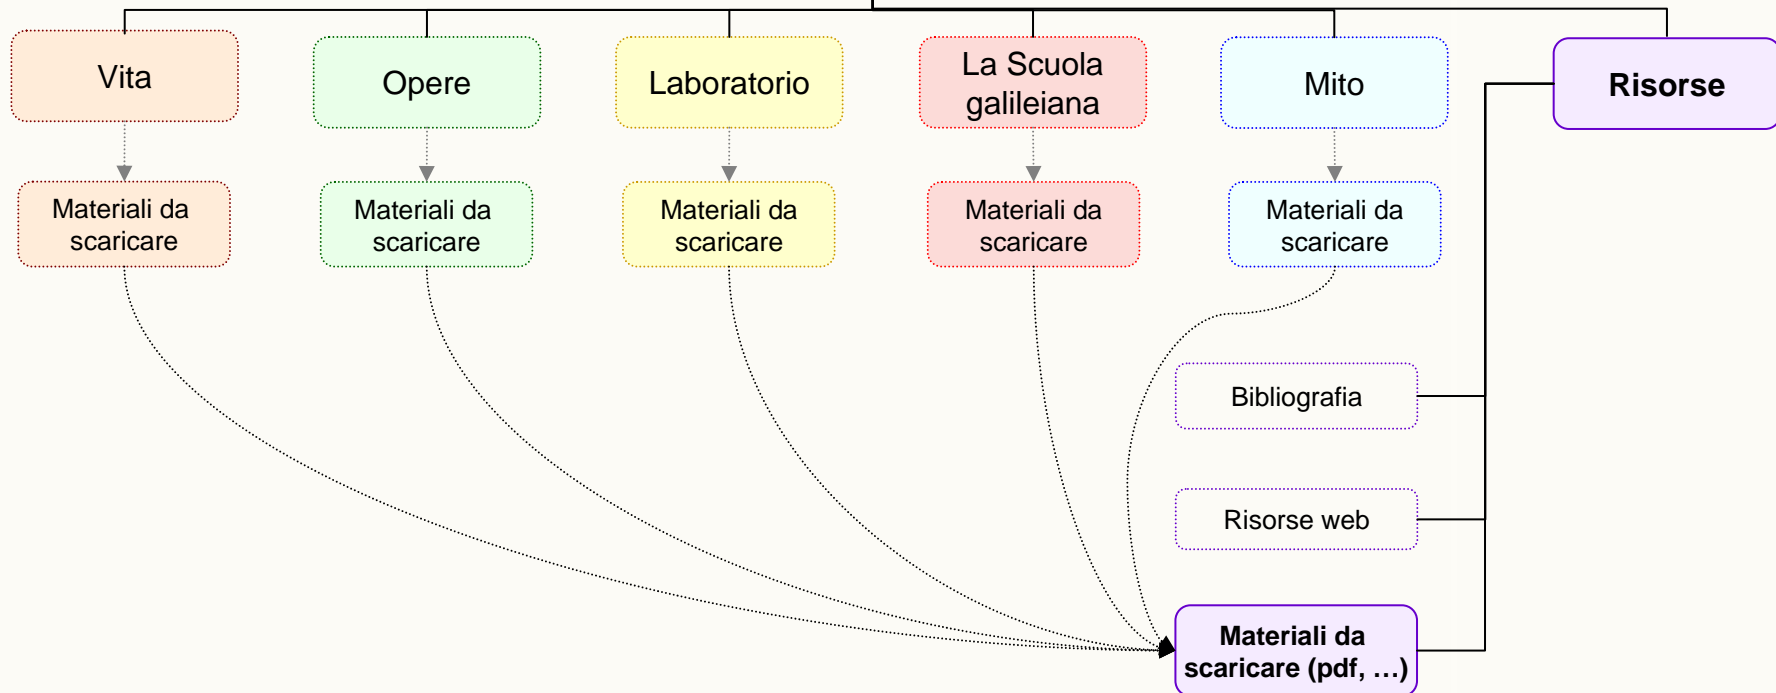 Vita
Opere
Laboratorio
La Scuola
galileiana
Mito
Risorse
Materiali da
scaricare
Materiali da
scaricare
Materiali da
scaricare
Materiali da
scaricare
Materiali da
scaricare
Bibliografia
Risorse web
Materiali da
scaricare (pdf, …)